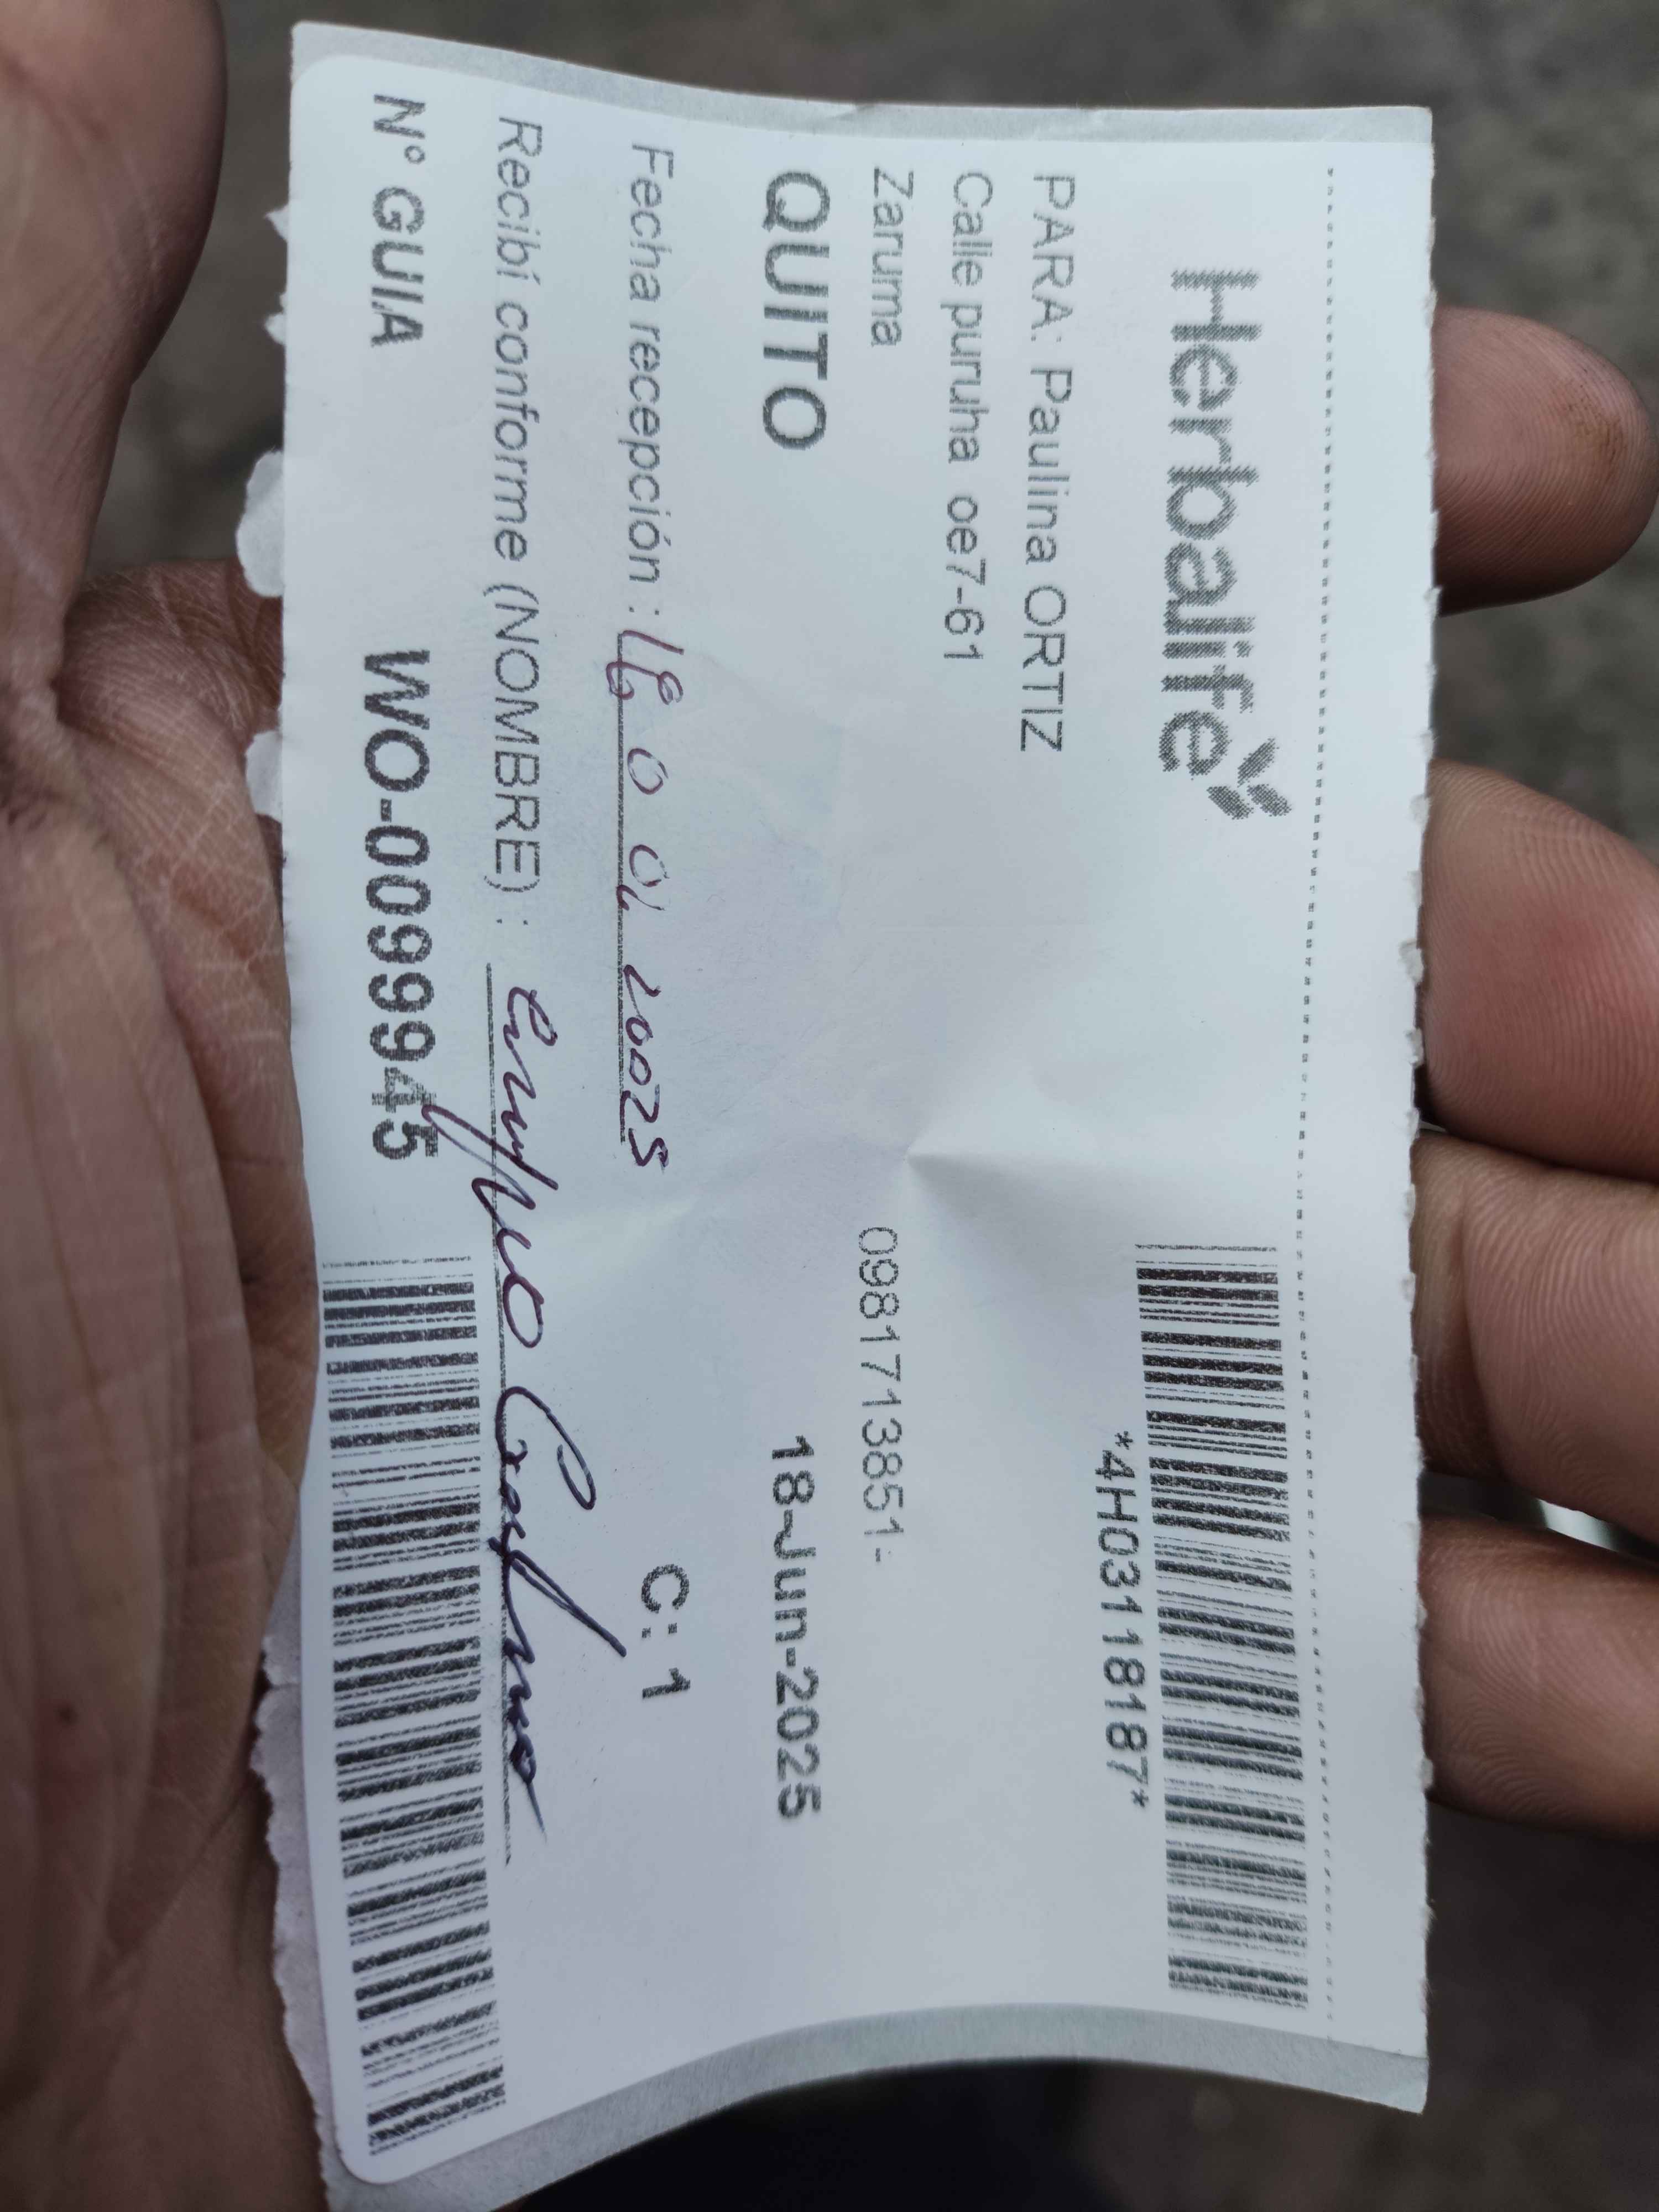 Herbalife
*4H03118187*
PARA: Paulina ORTIZ
Calle puruha oe7-61
Zaruma 0981713851-
QUITO 18-Jun-2025
Fecha recepción : C: 1
Recibí conforme (NOMBRE) :
N° GUIA WO-0099945